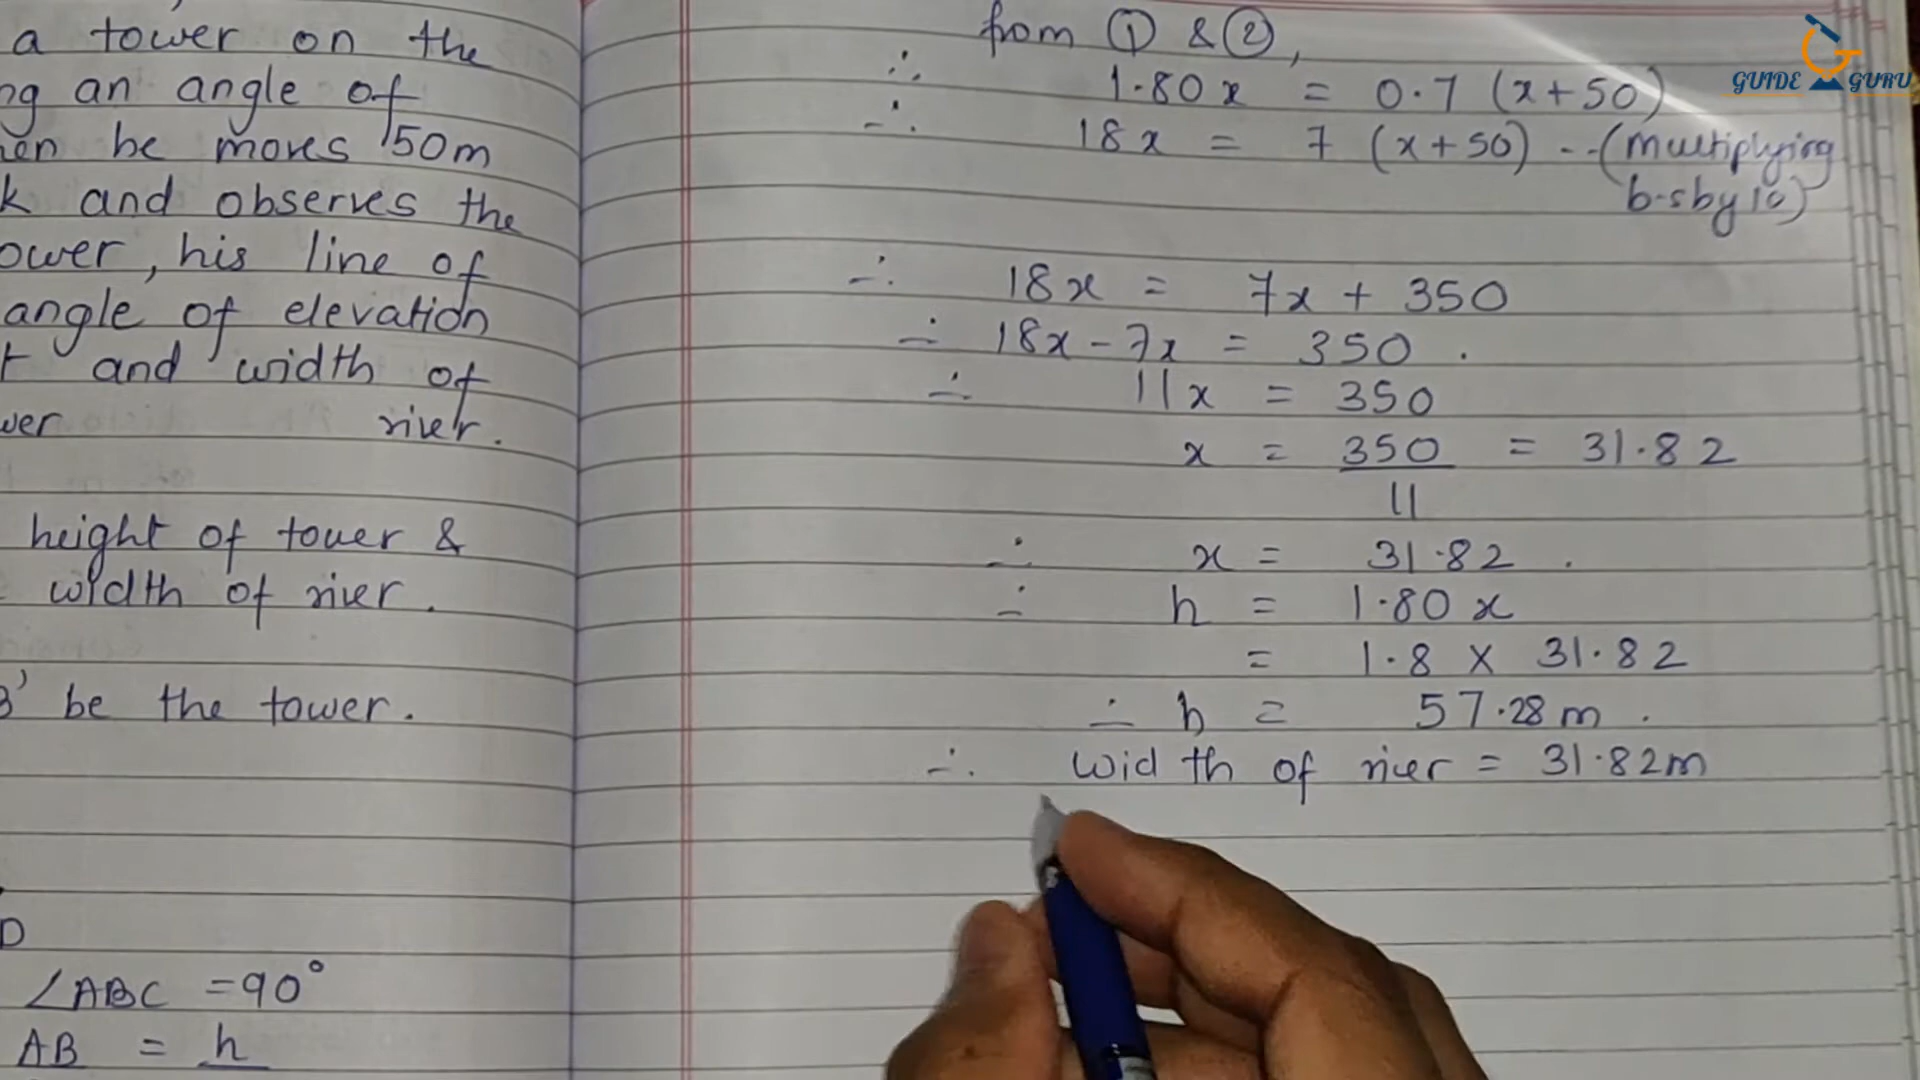 a tower on the
ng an angle of
hen be moves 50m
k and observes the
ower, his line of
angle of elevation
t and width of
wer river.
height of tower &
width of river.
B' be the tower.
D
∠ABC = 90°
AB = h
from ① & ②,
∴ 1.80x = 0.7 (x+50)
∴ 18x = 7 (x+50) -- (multiplying
b.s by 10)
∴ 18x = 7x + 350
∴ 18x - 7x = 350.
∴ 11x = 350
x = 350 = 31.82
11
∴ x = 31.82.
∴ h = 1.80 x
= 1.8 X 31.82
∴ h = 57.28m.
∴ width of river = 31.82m
GUIDE GURU